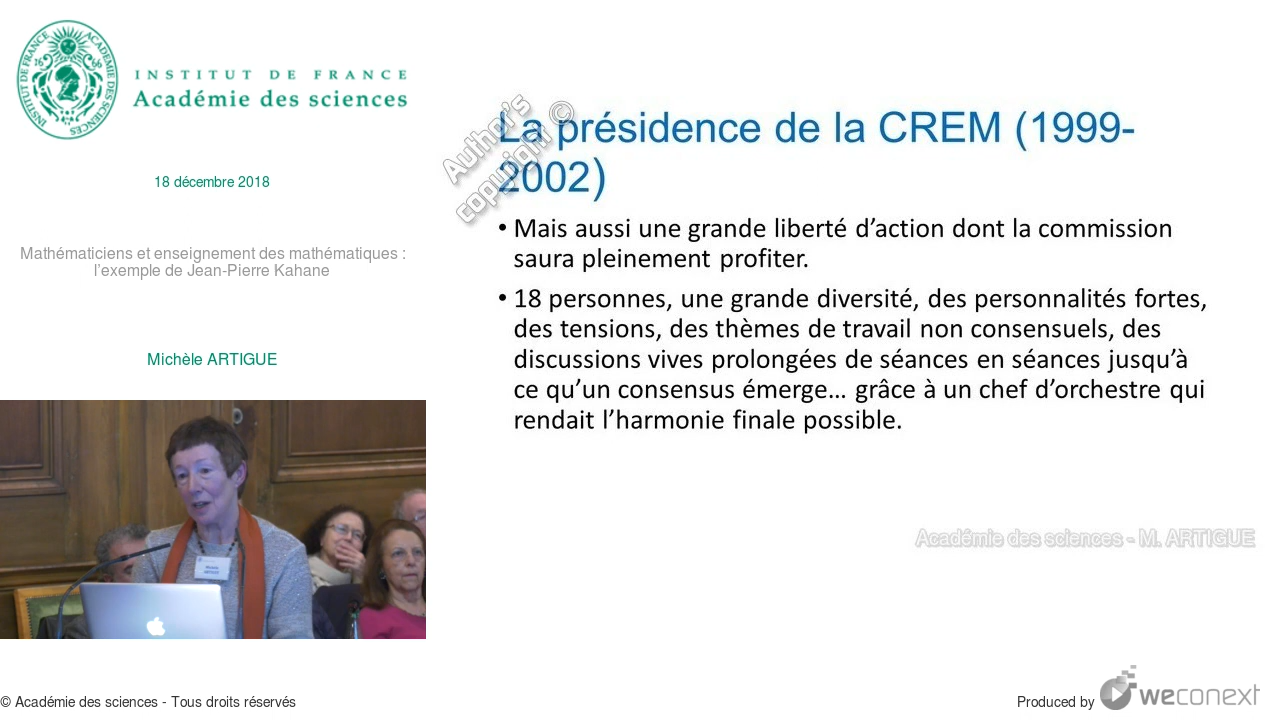 INSTITUT DE FRANCE
Académie des sciences
18 décembre 2018
Mathématiciens et enseignement des mathématiques :
l'exemple de Jean-Pierre Kahane
Michèle ARTIGUE
Author's
copyright ©
La présidence de la CREM (1999-
2002)
• Mais aussi une grande liberté d’action dont la commission
saura pleinement profiter.
• 18 personnes, une grande diversité, des personnalités fortes,
des tensions, des thèmes de travail non consensuels, des
discussions vives prolongées de séances en séances jusqu’à
ce qu’un consensus émerge… grâce à un chef d’orchestre qui
rendait l’harmonie finale possible.
Académie des sciences - M. ARTIGUE
© Académie des sciences - Tous droits réservés
Produced by weconext